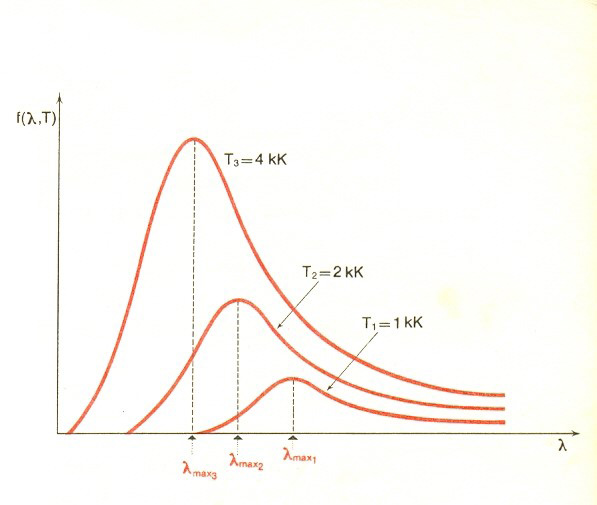 f(λ,T)
T₃=4 kK
T₂=2 kK
T₁=1 kK
λ
λmax₃
λmax₂
λmax₁